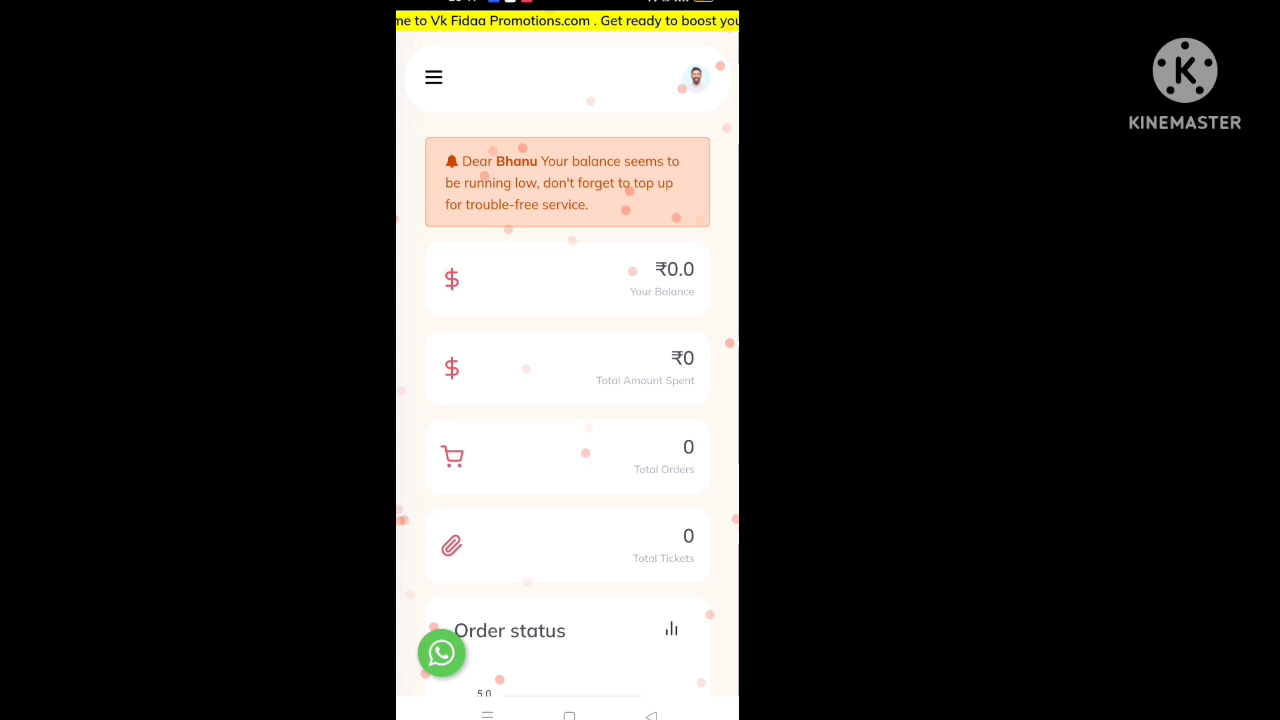 me to Vk Fidaa Promotions.com . Get ready to boost you
KINEMASTER
Dear Bhanu Your balance seems to
be running low, don't forget to top up
for trouble-free service.
₹0.0
Your Balance
₹0
Total Amount Spent
0
Total Orders
0
Total Tickets
Order status
5.0